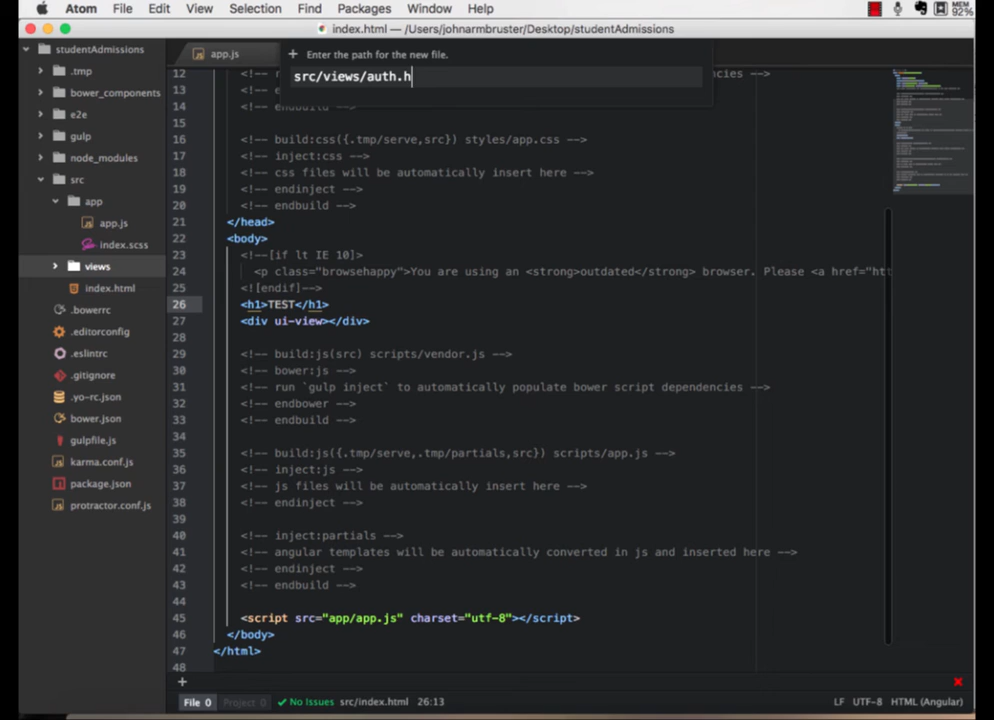 Atom File Edit View Selection Find Packages Window Help MEM 92%
index.html — /Users/johnarmbruster/Desktop/studentAdmissions
studentAdmissions
.tmp
bower_components
e2e
gulp
node_modules
src
app
app.js
index.scss
views
index.html
.bowerrc
.editorconfig
.eslintrc
.gitignore
.yo-rc.json
bower.json
gulpfile.js
karma.conf.js
package.json
protractor.conf.js
app.js
Enter the path for the new file.
src/views/auth.h
12
13
14 <!-- endbuild -->
15
16 <!-- build:css({.tmp/serve,src}) styles/app.css -->
17 <!-- inject:css -->
18 <!-- css files will be automatically insert here -->
19 <!-- endinject -->
20 <!-- endbuild -->
21 </head>
22 <body>
23 <!--[if lt IE 10]>
24 <p class="browsehappy">You are using an <strong>outdated</strong> browser. Please <a href="htt
25 <![endif]-->
26 <h1>TEST</h1>
27 <div ui-view></div>
28
29 <!-- build:js(src) scripts/vendor.js -->
30 <!-- bower:js -->
31 <!-- run `gulp inject` to automatically populate bower script dependencies -->
32 <!-- endbower -->
33 <!-- endbuild -->
34
35 <!-- build:js({.tmp/serve,.tmp/partials,src}) scripts/app.js -->
36 <!-- inject:js -->
37 <!-- js files will be automatically insert here -->
38 <!-- endinject -->
39
40 <!-- inject:partials -->
41 <!-- angular templates will be automatically converted in js and inserted here -->
42 <!-- endinject -->
43 <!-- endbuild -->
44
45 <script src="app/app.js" charset="utf-8"></script>
46 </body>
47 </html>
48
File 0 Project 0 No Issues src/index.html 26:13 LF UTF-8 HTML (Angular)